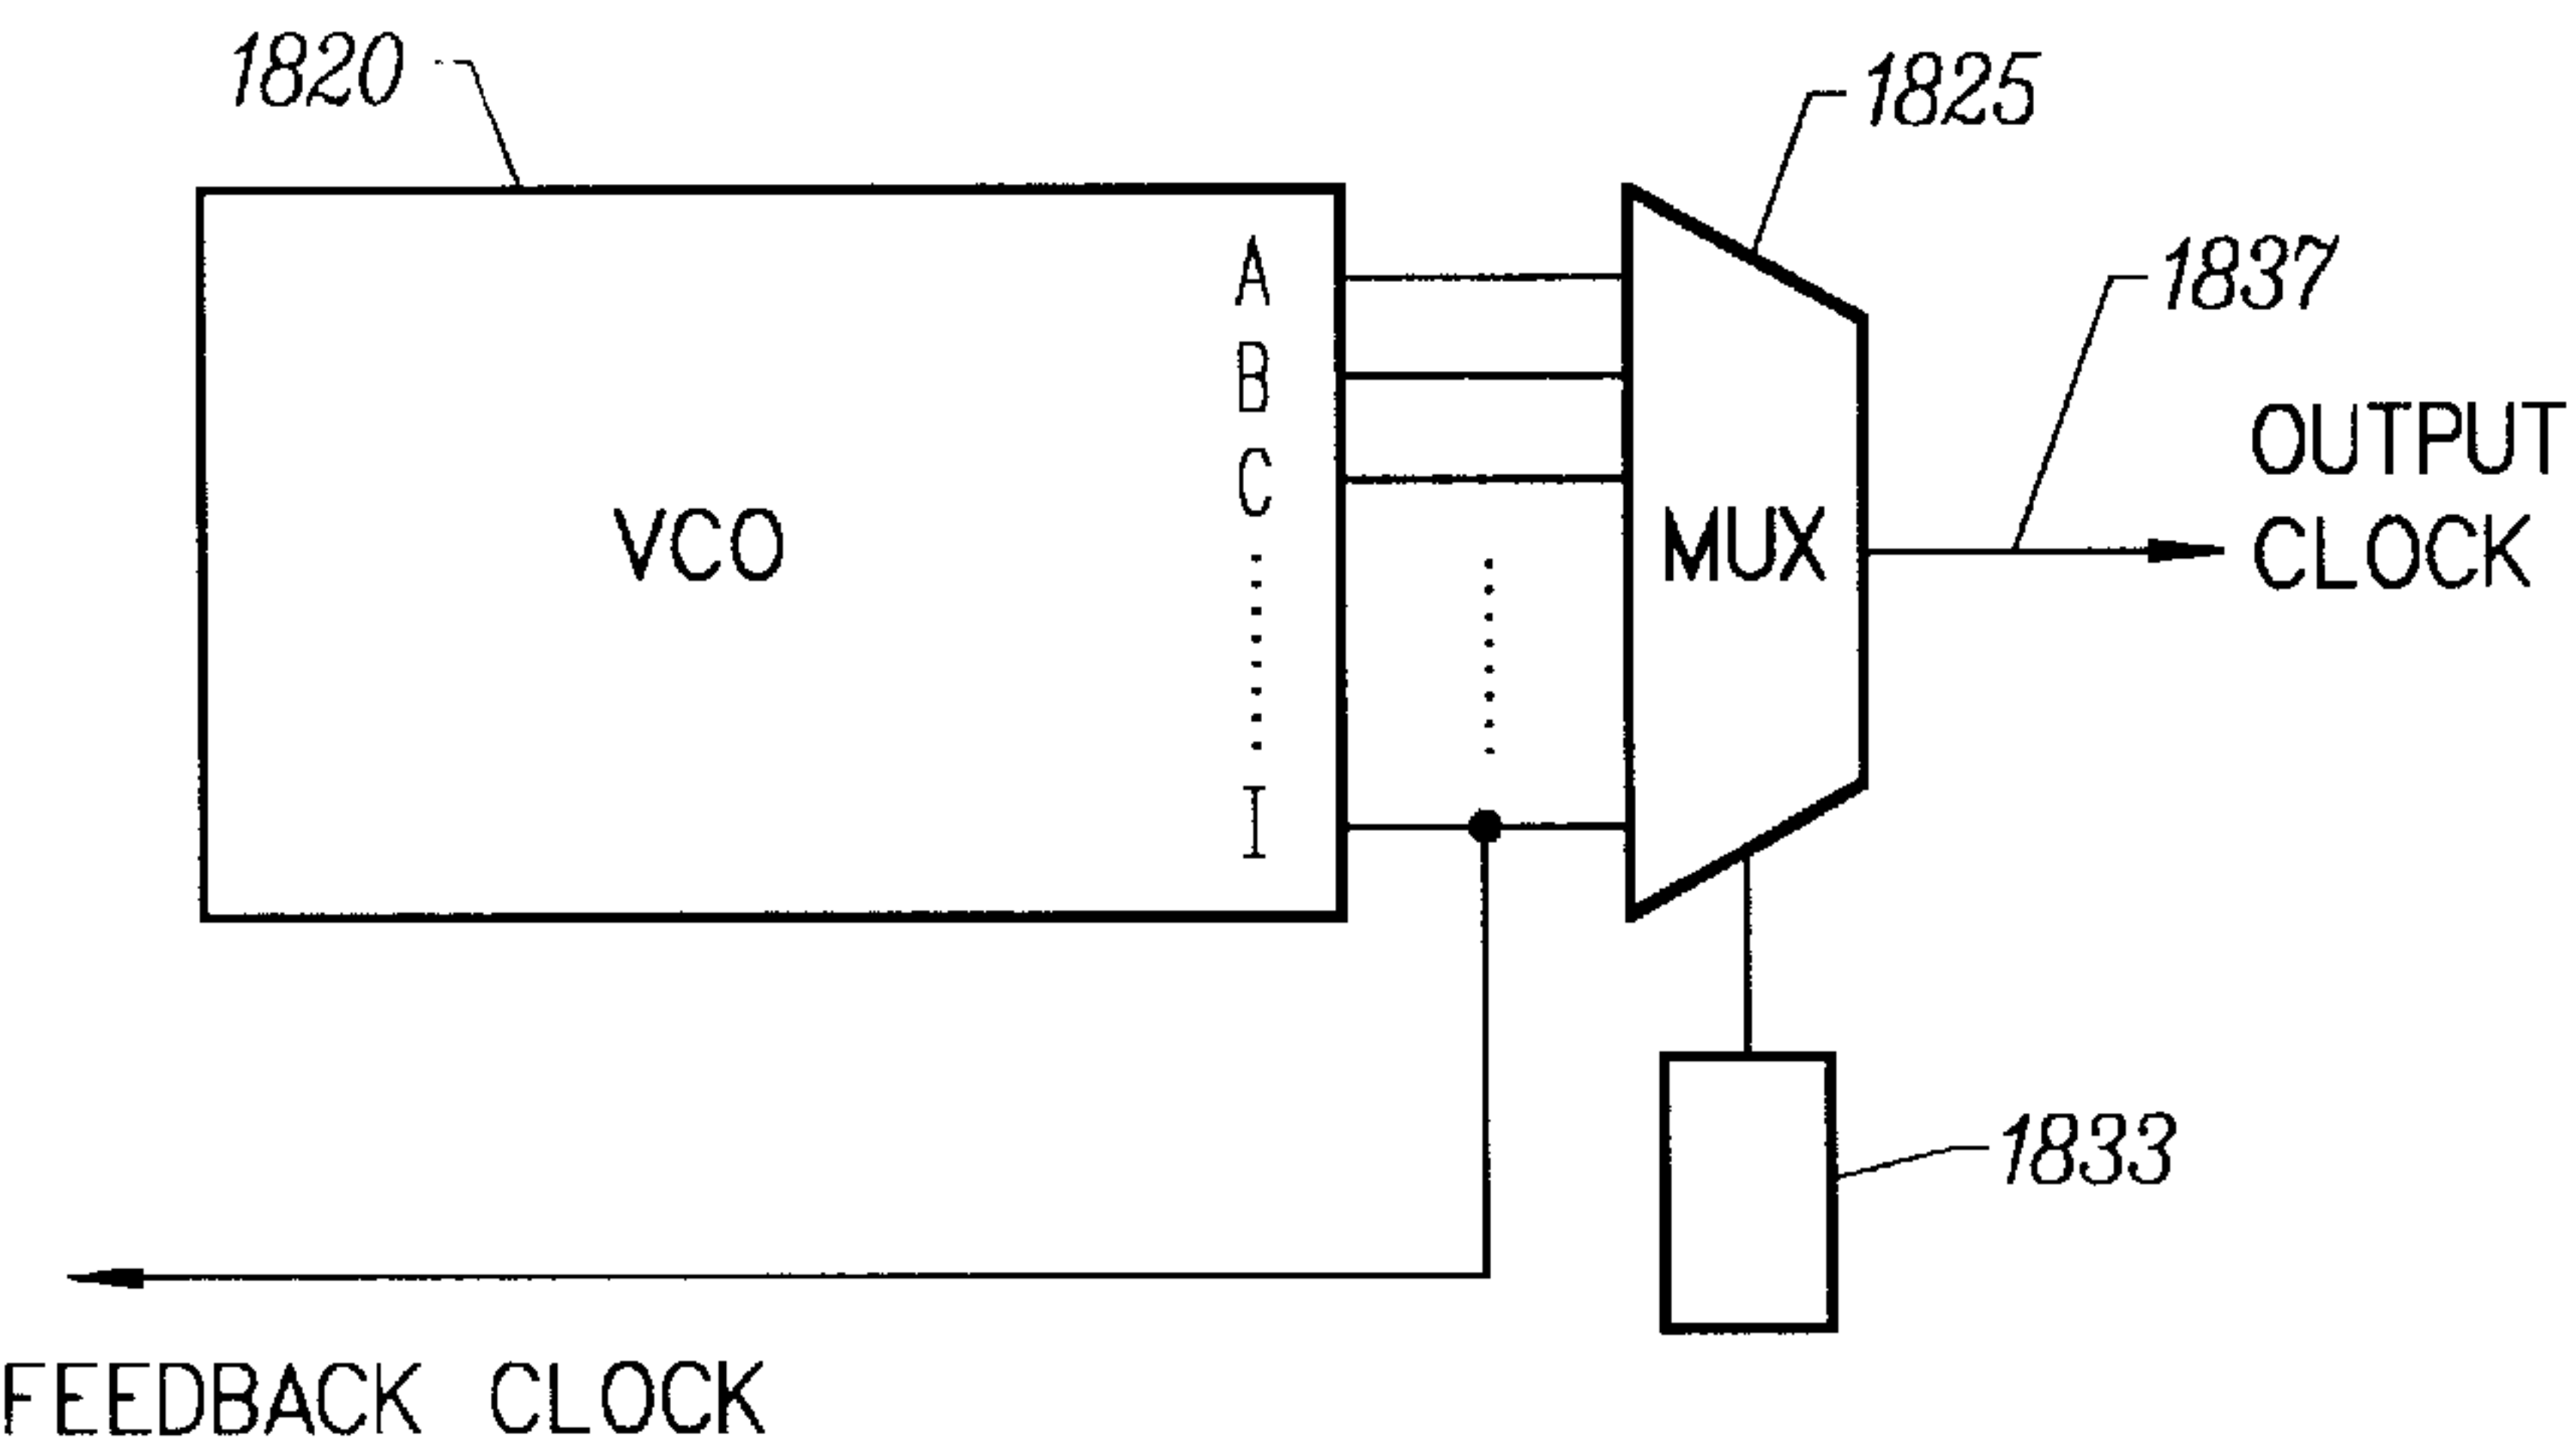 1820
1825
1837
A
B
C
I
VCO
MUX
OUTPUT
CLOCK
1833
FEEDBACK CLOCK